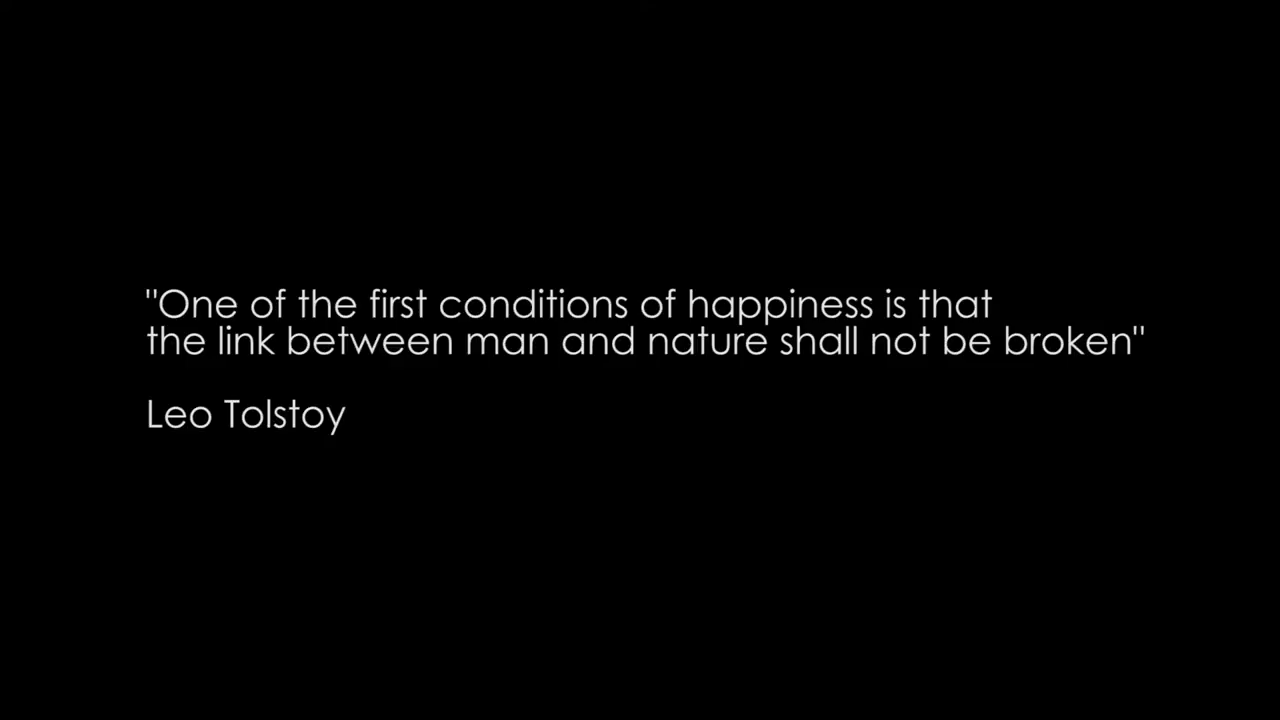 "One of the first conditions of happiness is that
the link between man and nature shall not be broken"
Leo Tolstoy